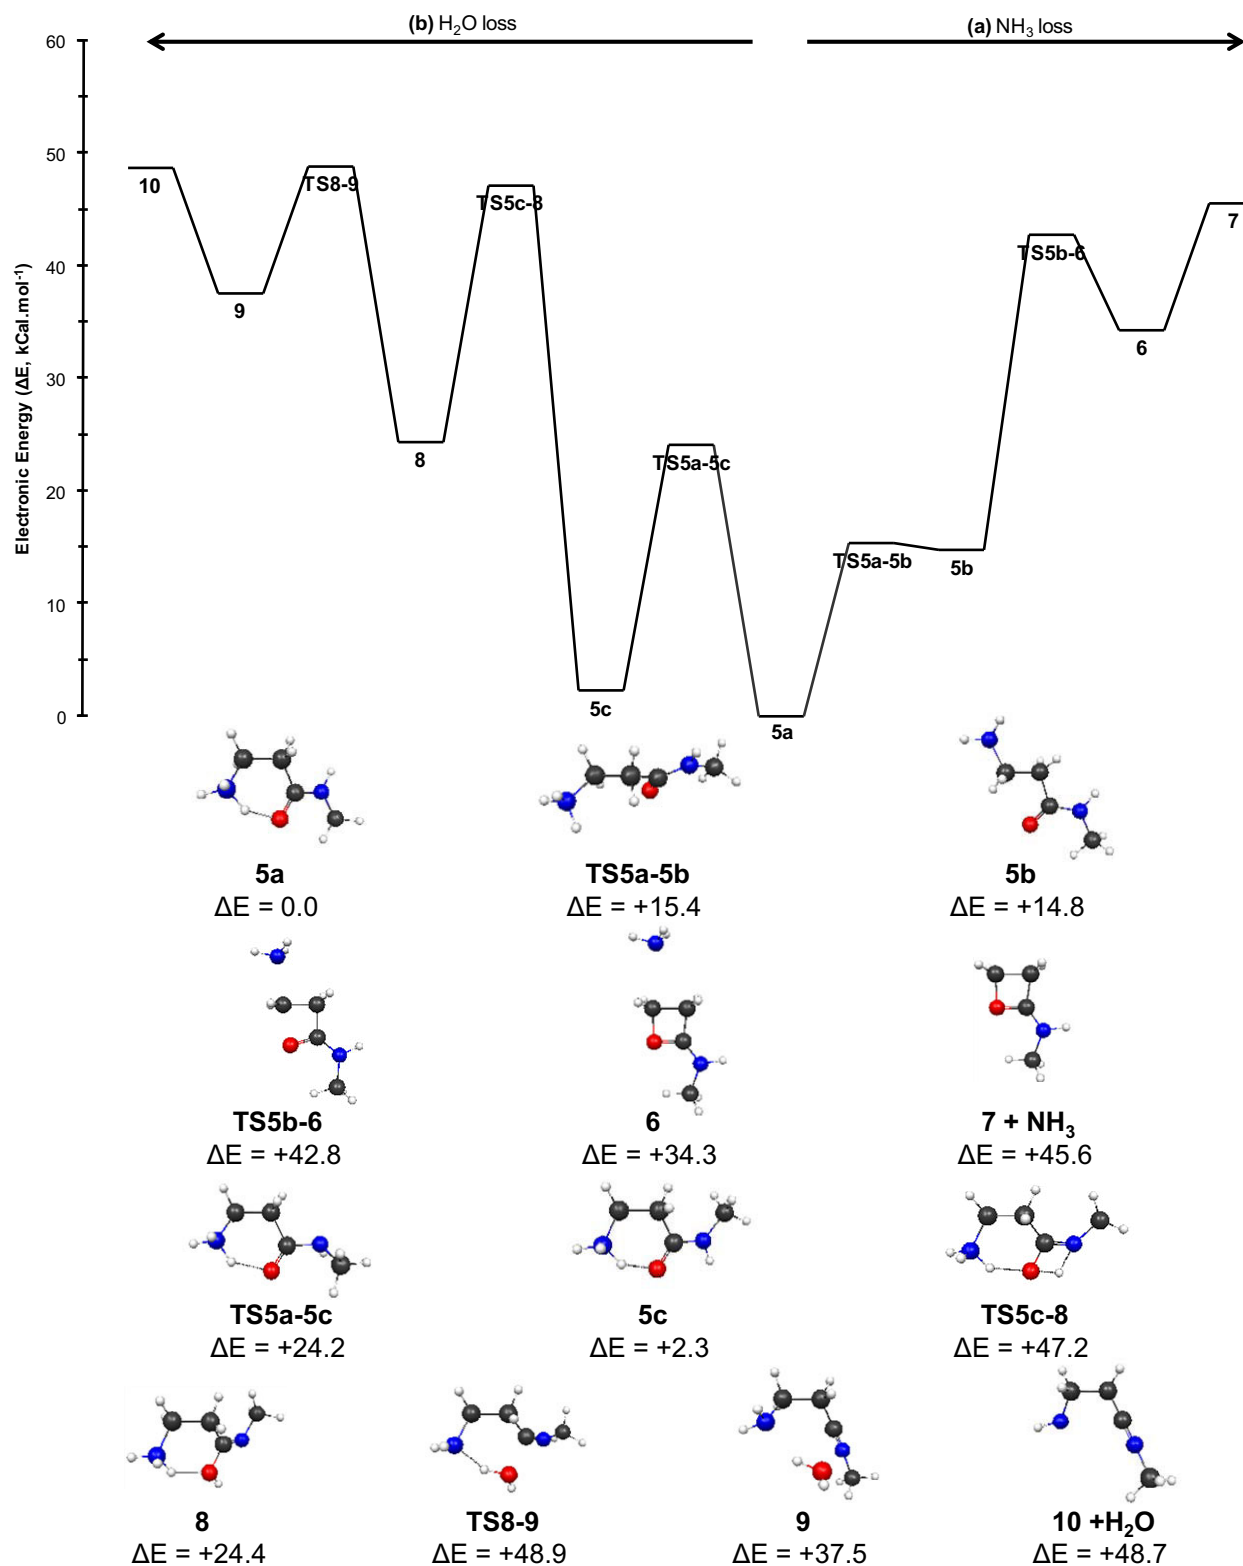 (b) H₂O loss
(a) NH₃ loss
Electronic Energy (ΔE, kCal.mol⁻¹)
60
50
40
30
20
10
0
10
9
TS8-9
8
TS5c-8
5c
TS5a-5c
5a
TS5a-5b
5b
TS5b-6
6
7
5a
ΔE = 0.0
TS5a-5b
ΔE = +15.4
5b
ΔE = +14.8
TS5b-6
ΔE = +42.8
6
ΔE = +34.3
7 + NH₃
ΔE = +45.6
TS5a-5c
ΔE = +24.2
5c
ΔE = +2.3
TS5c-8
ΔE = +47.2
8
ΔE = +24.4
TS8-9
ΔE = +48.9
9
ΔE = +37.5
10 +H₂O
ΔE = +48.7